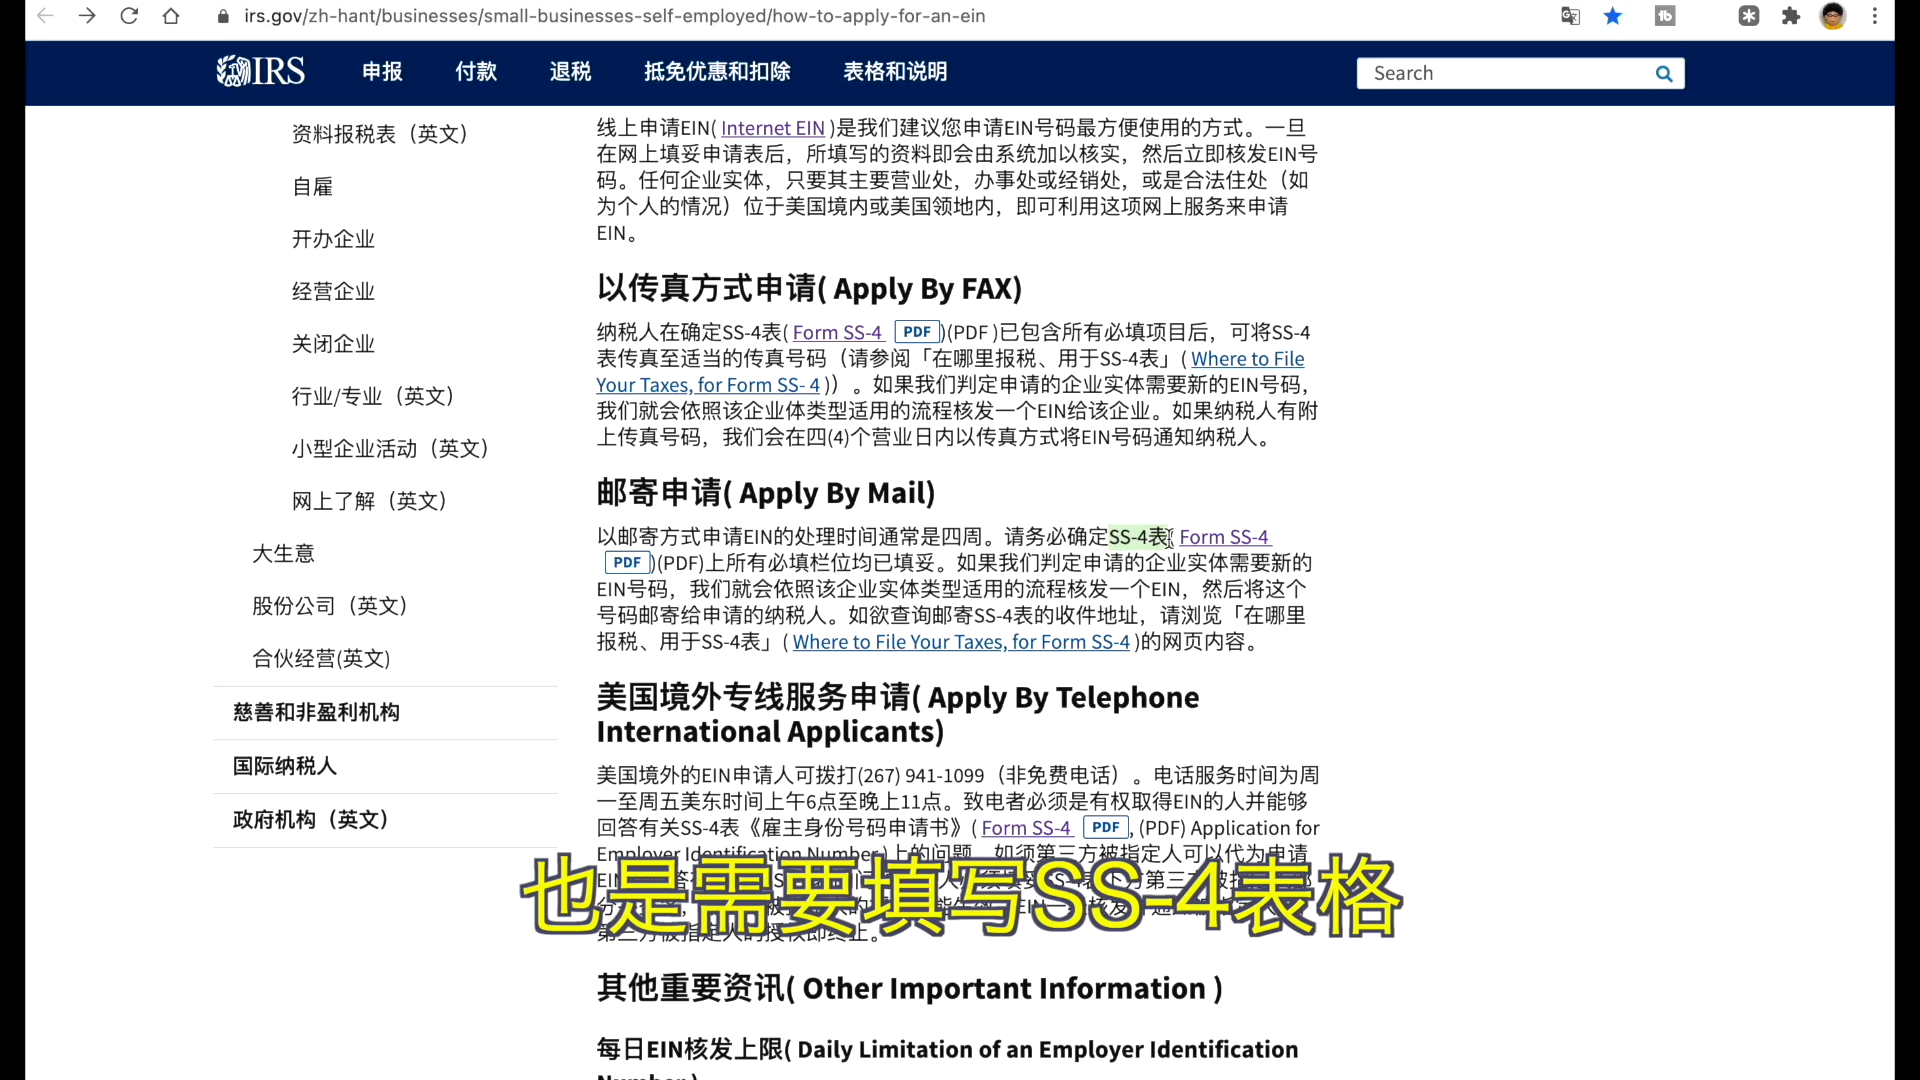 irs.gov/zh-hant/businesses/small-businesses-self-employed/how-to-apply-for-an-ein
IRS
申报
付款
退税
抵免优惠和扣除
表格和说明
Search
资料报税表（英文）
自雇
开办企业
经营企业
关闭企业
行业/专业（英文）
小型企业活动（英文）
网上了解（英文）
大生意
股份公司（英文）
合伙经营(英文)
慈善和非盈利机构
国际纳税人
政府机构（英文）
线上申请EIN( Internet EIN )是我们建议您申请EIN号码最方便使用的方式。一旦
在网上填妥申请表后，所填写的资料即会由系统加以核实，然后立即核发EIN号
码。任何企业实体，只要其主要营业处，办事处或经销处，或是合法住处（如
为个人的情况）位于美国境内或美国领地内，即可利用这项网上服务来申请
EIN。
以传真方式申请( Apply By FAX)
纳税人在确定SS-4表( Form SS-4 PDF )(PDF )已包含所有必填项目后，可将SS-4
表传真至适当的传真号码（请参阅「在哪里报税、用于SS-4表」( Where to File
Your Taxes, for Form SS- 4 )）。如果我们判定申请的企业实体需要新的EIN号码，
我们就会依照该企业体类型适用的流程核发一个EIN给该企业。如果纳税人有附
上传真号码，我们会在四(4)个营业日内以传真方式将EIN号码通知纳税人。
邮寄申请( Apply By Mail)
以邮寄方式申请EIN的处理时间通常是四周。请务必确定SS-4表( Form SS-4
PDF )(PDF)上所有必填栏位均已填妥。如果我们判定申请的企业实体需要新的
EIN号码，我们就会依照该企业实体类型适用的流程核发一个EIN，然后将这个
号码邮寄给申请的纳税人。如欲查询邮寄SS-4表的收件地址，请浏览「在哪里
报税、用于SS-4表」( Where to File Your Taxes, for Form SS-4 )的网页内容。
美国境外专线服务申请( Apply By Telephone
International Applicants)
美国境外的EIN申请人可拨打(267) 941-1099（非免费电话）。电话服务时间为周
一至周五美东时间上午6点至晚上11点。致电者必须是有权取得EIN的人并能够
回答有关SS-4表《雇主身份号码申请书》( Form SS-4 PDF , (PDF) Application for
Employer Identification Number )上的问题。如须第三方被指定人可以代为申请
第三方被指定人的授权即终止。
也是需要填写SS-4表格
其他重要资讯( Other Important Information )
每日EIN核发上限( Daily Limitation of an Employer Identification
Number )